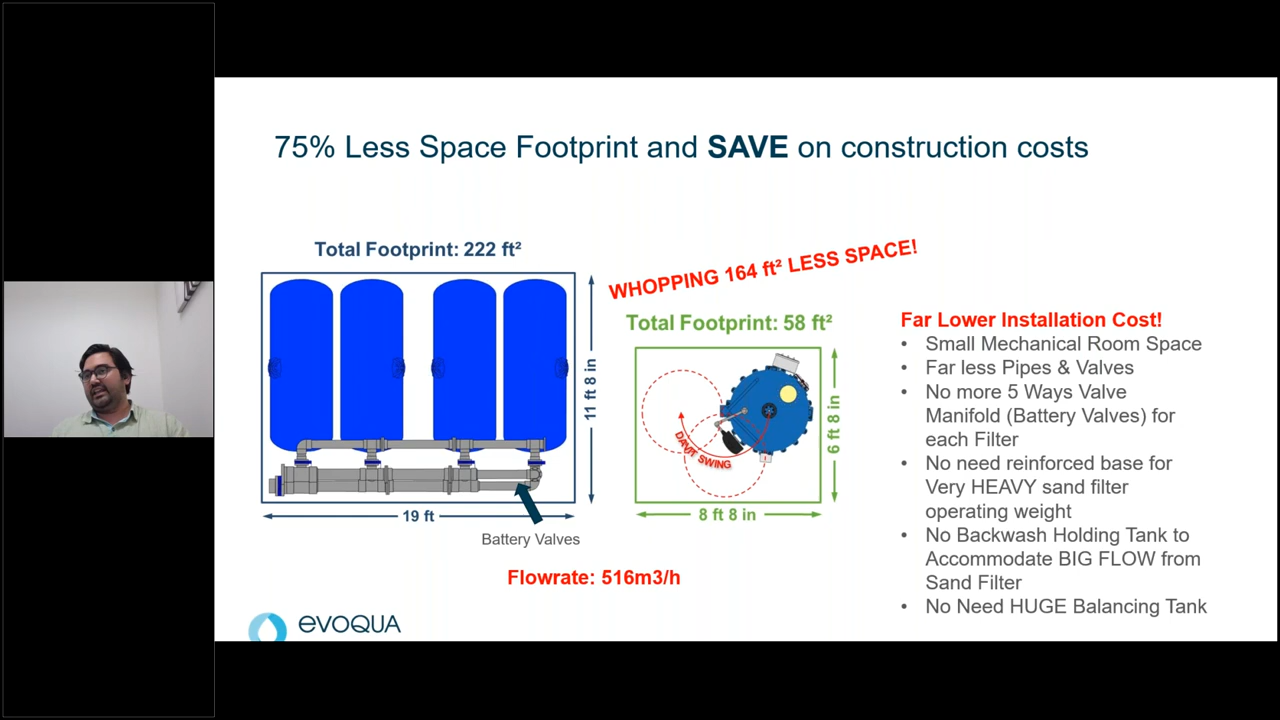 75% Less Space Footprint and SAVE on construction costs
Total Footprint: 222 ft²
WHOPPING 164 ft² LESS SPACE!
Total Footprint: 58 ft²
11 ft 8 in
19 ft
Battery Valves
DAVIT SWING
6 ft 8 in
8 ft 8 in
Flowrate: 516m3/h
Far Lower Installation Cost!
• Small Mechanical Room Space
• Far less Pipes & Valves
• No more 5 Ways Valve
Manifold (Battery Valves) for
each Filter
• No need reinforced base for
Very HEAVY sand filter
operating weight
• No Backwash Holding Tank to
Accommodate BIG FLOW from
Sand Filter
• No Need HUGE Balancing Tank
evoqua